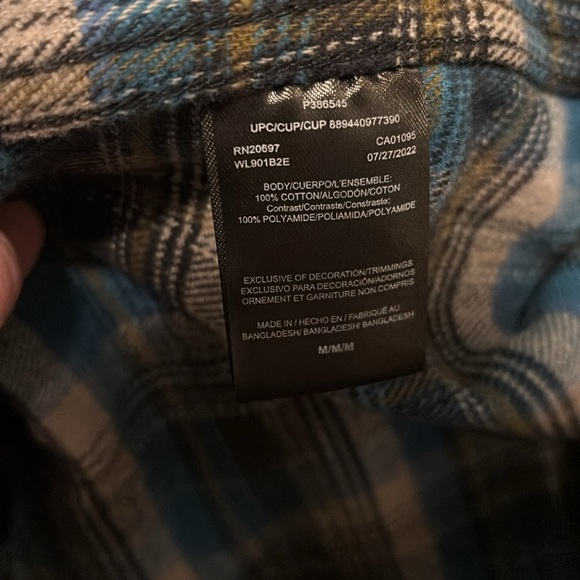 P386545
UPC/CUP/CUP 889440977390
RN20697 CA01095
WL901B2E 07/27/2022
BODY/CUERPO/L'ENSEMBLE:
100% COTTON/ALGODÓN/COTON
Contrast/Contraste/Constraste:
100% POLYAMIDE/POLIAMIDA/POLYAMIDE
EXCLUSIVE OF DECORATION/TRIMMINGS
EXCLUSIVO PARA DECORACIÓN/ADORNOS
ORNEMENT ET GARNITURE NON COMPRIS
MADE IN / HECHO EN / FABRIQUÉ AU
BANGLADESH/ BANGLADESH/ BANGLADESH
M/M/M